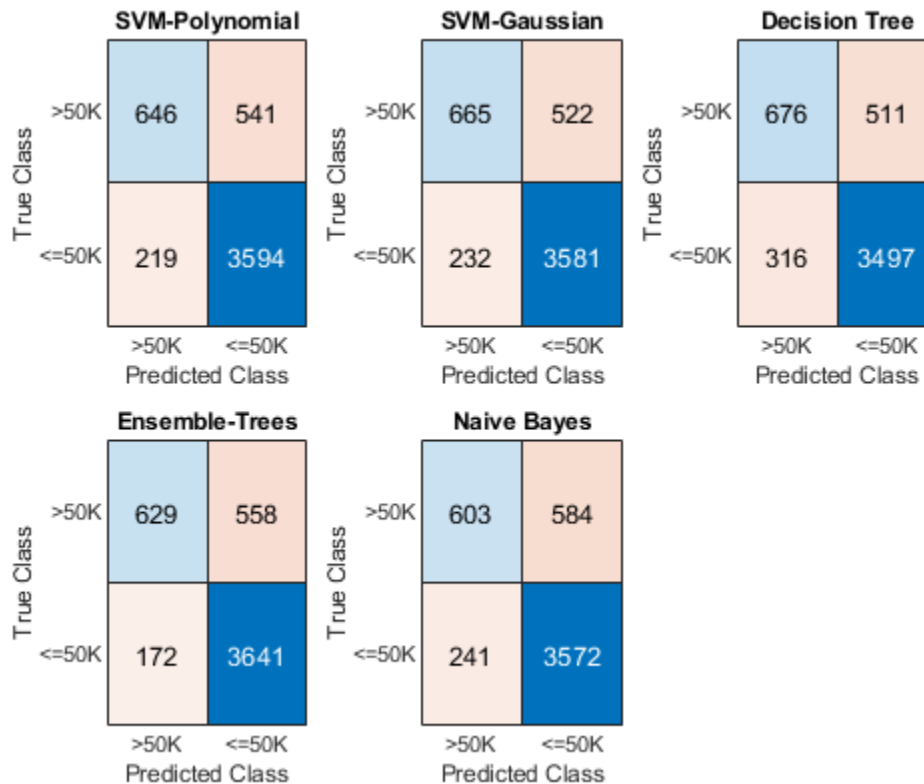 SVM-Polynomial
True Class
>50K 646 541
<=50K 219 3594
>50K <=50K
Predicted Class
SVM-Gaussian
True Class
>50K 665 522
<=50K 232 3581
>50K <=50K
Predicted Class
Decision Tree
True Class
>50K 676 511
<=50K 316 3497
>50K <=50K
Predicted Class
Ensemble-Trees
True Class
>50K 629 558
<=50K 172 3641
>50K <=50K
Predicted Class
Naive Bayes
True Class
>50K 603 584
<=50K 241 3572
>50K <=50K
Predicted Class